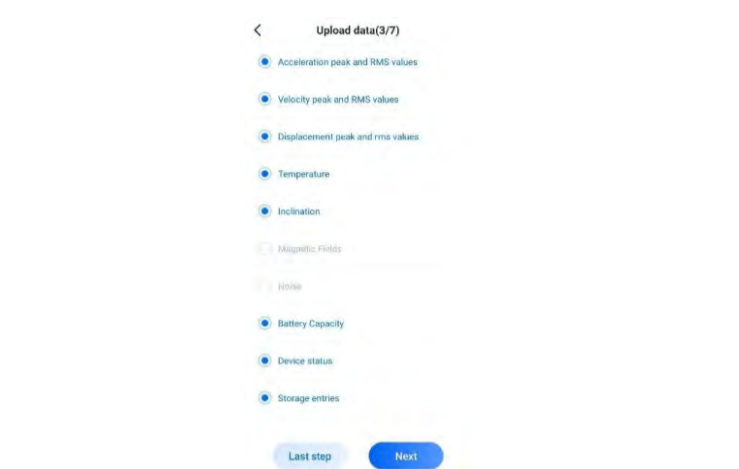 Upload data(3/7)
Acceleration peak and RMS values
Velocity peak and RMS values
Displacement peak and rms values
Temperature
Inclination
Magnetic Fields
Noise
Battery Capacity
Device status
Storage entries
Last step Next